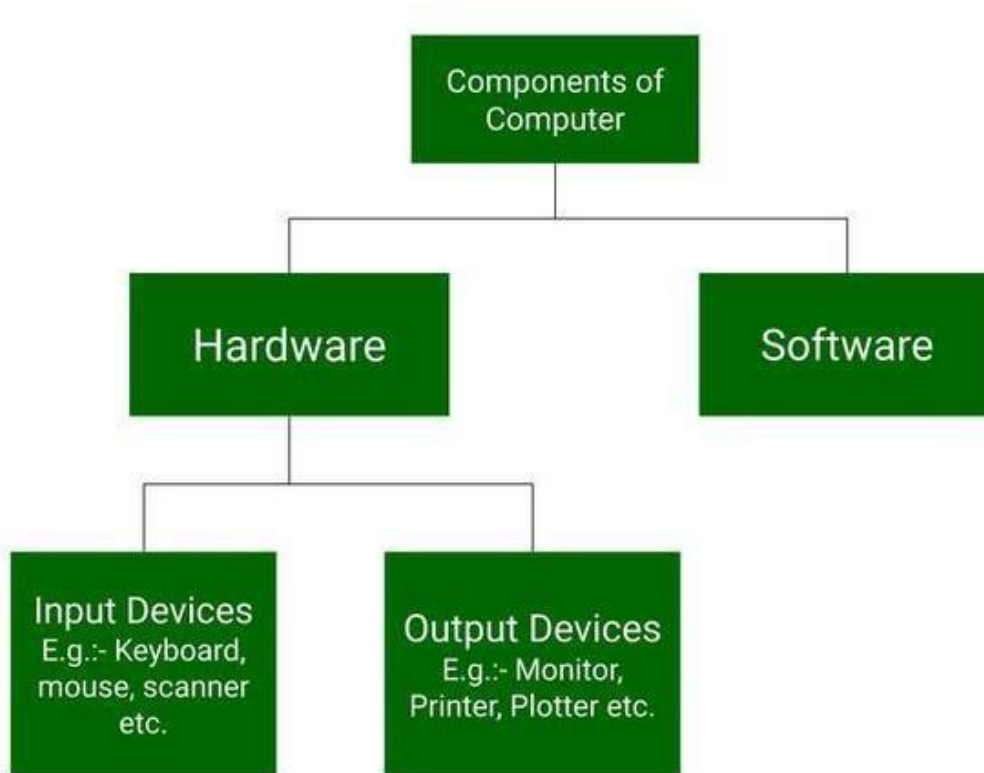 Components of
Computer
Hardware
Software
Input Devices
E.g.:- Keyboard,
mouse, scanner
etc.
Output Devices
E.g.:- Monitor,
Printer, Plotter etc.